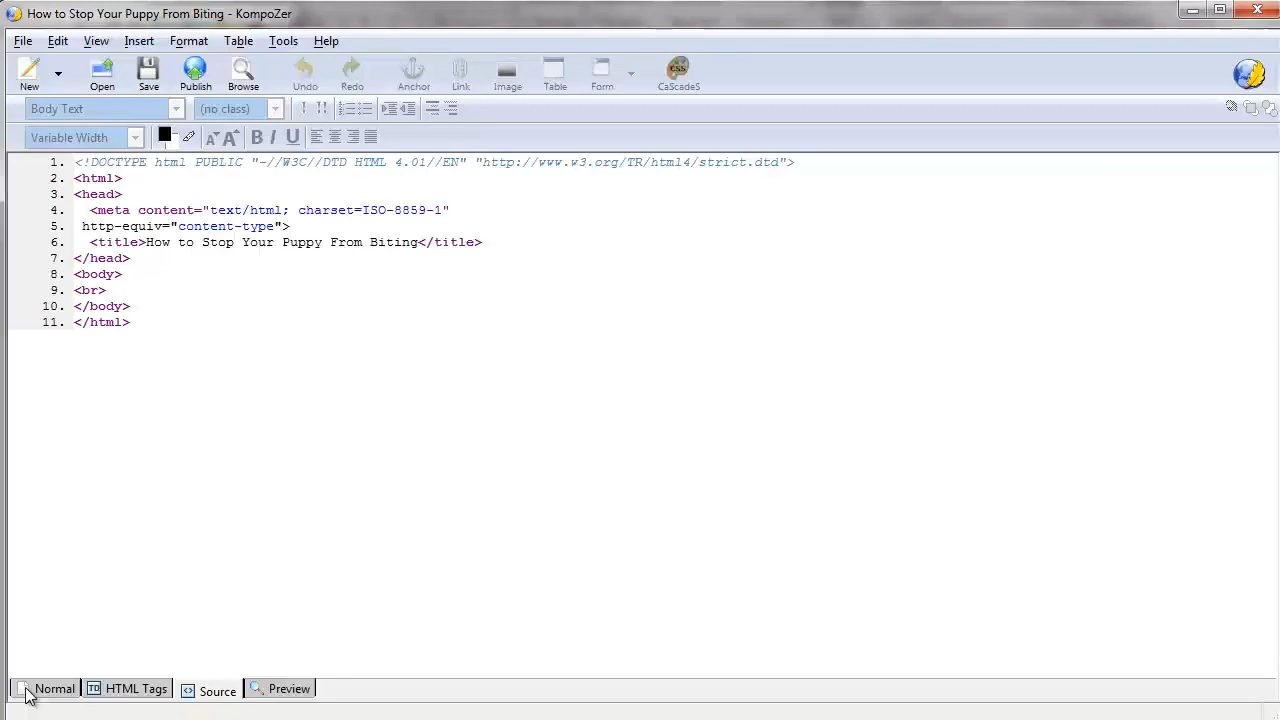 How to Stop Your Puppy From Biting - KompoZer
File Edit View Insert Format Table Tools Help
New Open Save Publish Browse Undo Redo Anchor Link Image Table Form CaScadeS
Body Text (no class)
Variable Width A A B I U
1. <!DOCTYPE html PUBLIC "-//W3C//DTD HTML 4.01//EN" "http://www.w3.org/TR/html4/strict.dtd">
2. <html>
3. <head>
4. <meta content="text/html; charset=ISO-8859-1"
5. http-equiv="content-type">
6. <title>How to Stop Your Puppy From Biting</title>
7. </head>
8. <body>
9. <br>
10. </body>
11. </html>
Normal HTML Tags Source Preview